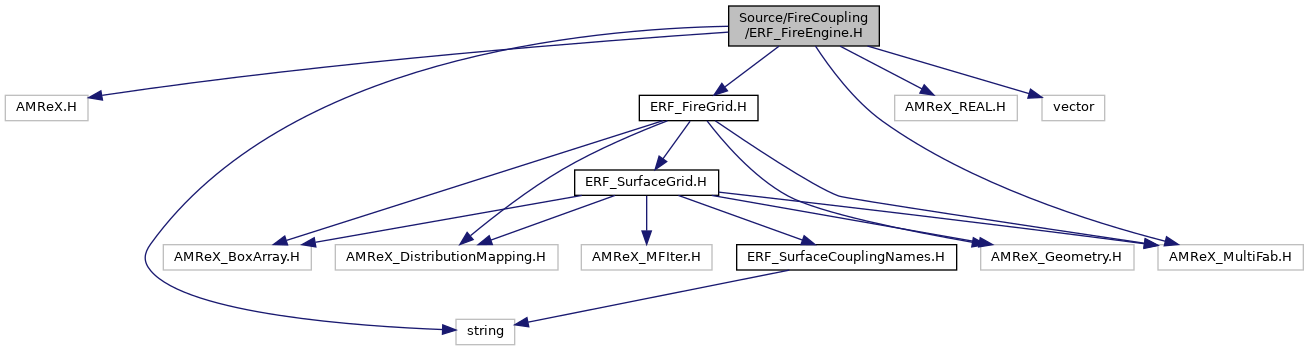 Source/FireCoupling
/ERF_FireEngine.H
AMReX.H
ERF_FireGrid.H
AMReX_REAL.H
vector
ERF_SurfaceGrid.H
AMReX_BoxArray.H
AMReX_DistributionMapping.H
AMReX_MFIter.H
ERF_SurfaceCouplingNames.H
AMReX_Geometry.H
AMReX_MultiFab.H
string